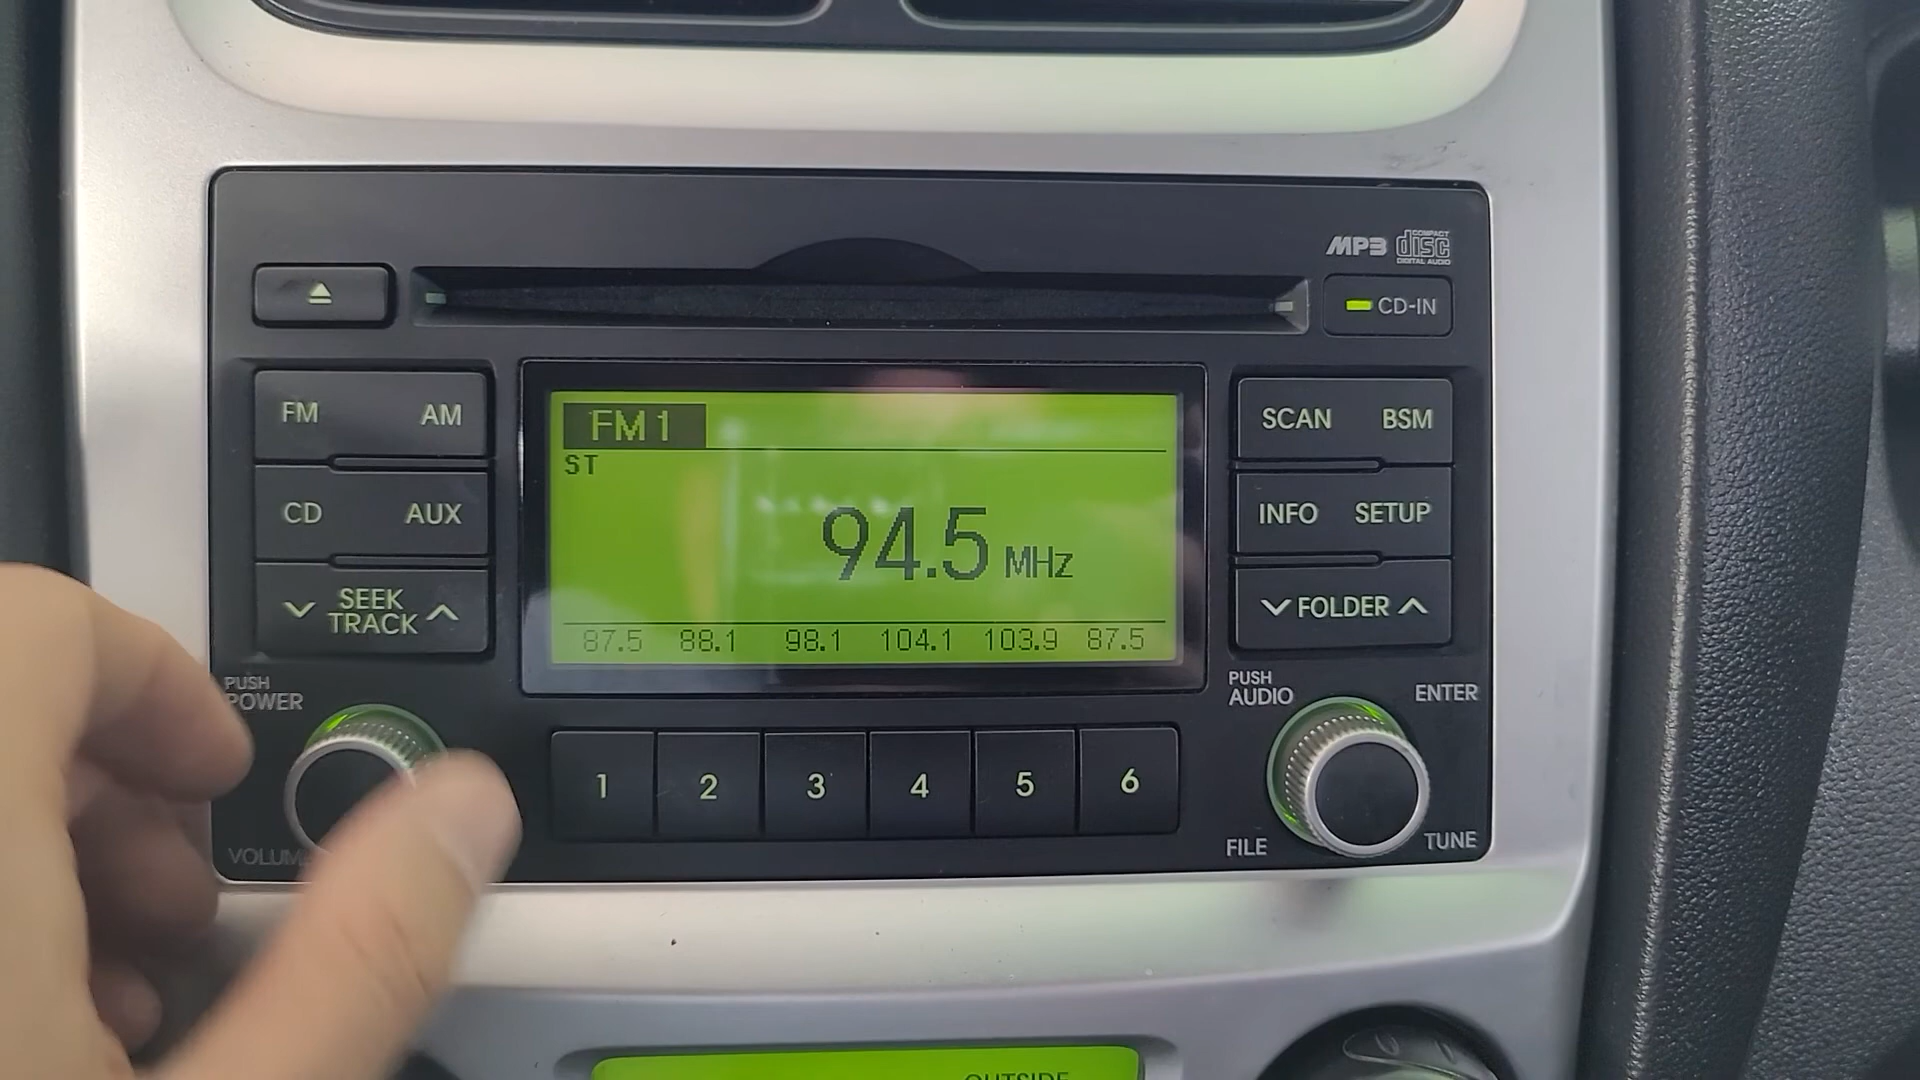 MP3 COMPACT disc DIGITAL AUDIO
CD-IN
FM AM
CD AUX
SEEK
TRACK
PUSH
POWER
VOLUME
FM 1
ST
94.5 MHz
87.5 88.1 98.1 104.1 103.9 87.5
1 2 3 4 5 6
SCAN BSM
INFO SETUP
FOLDER
PUSH
AUDIO
ENTER
FILE
TUNE
OUTSIDE